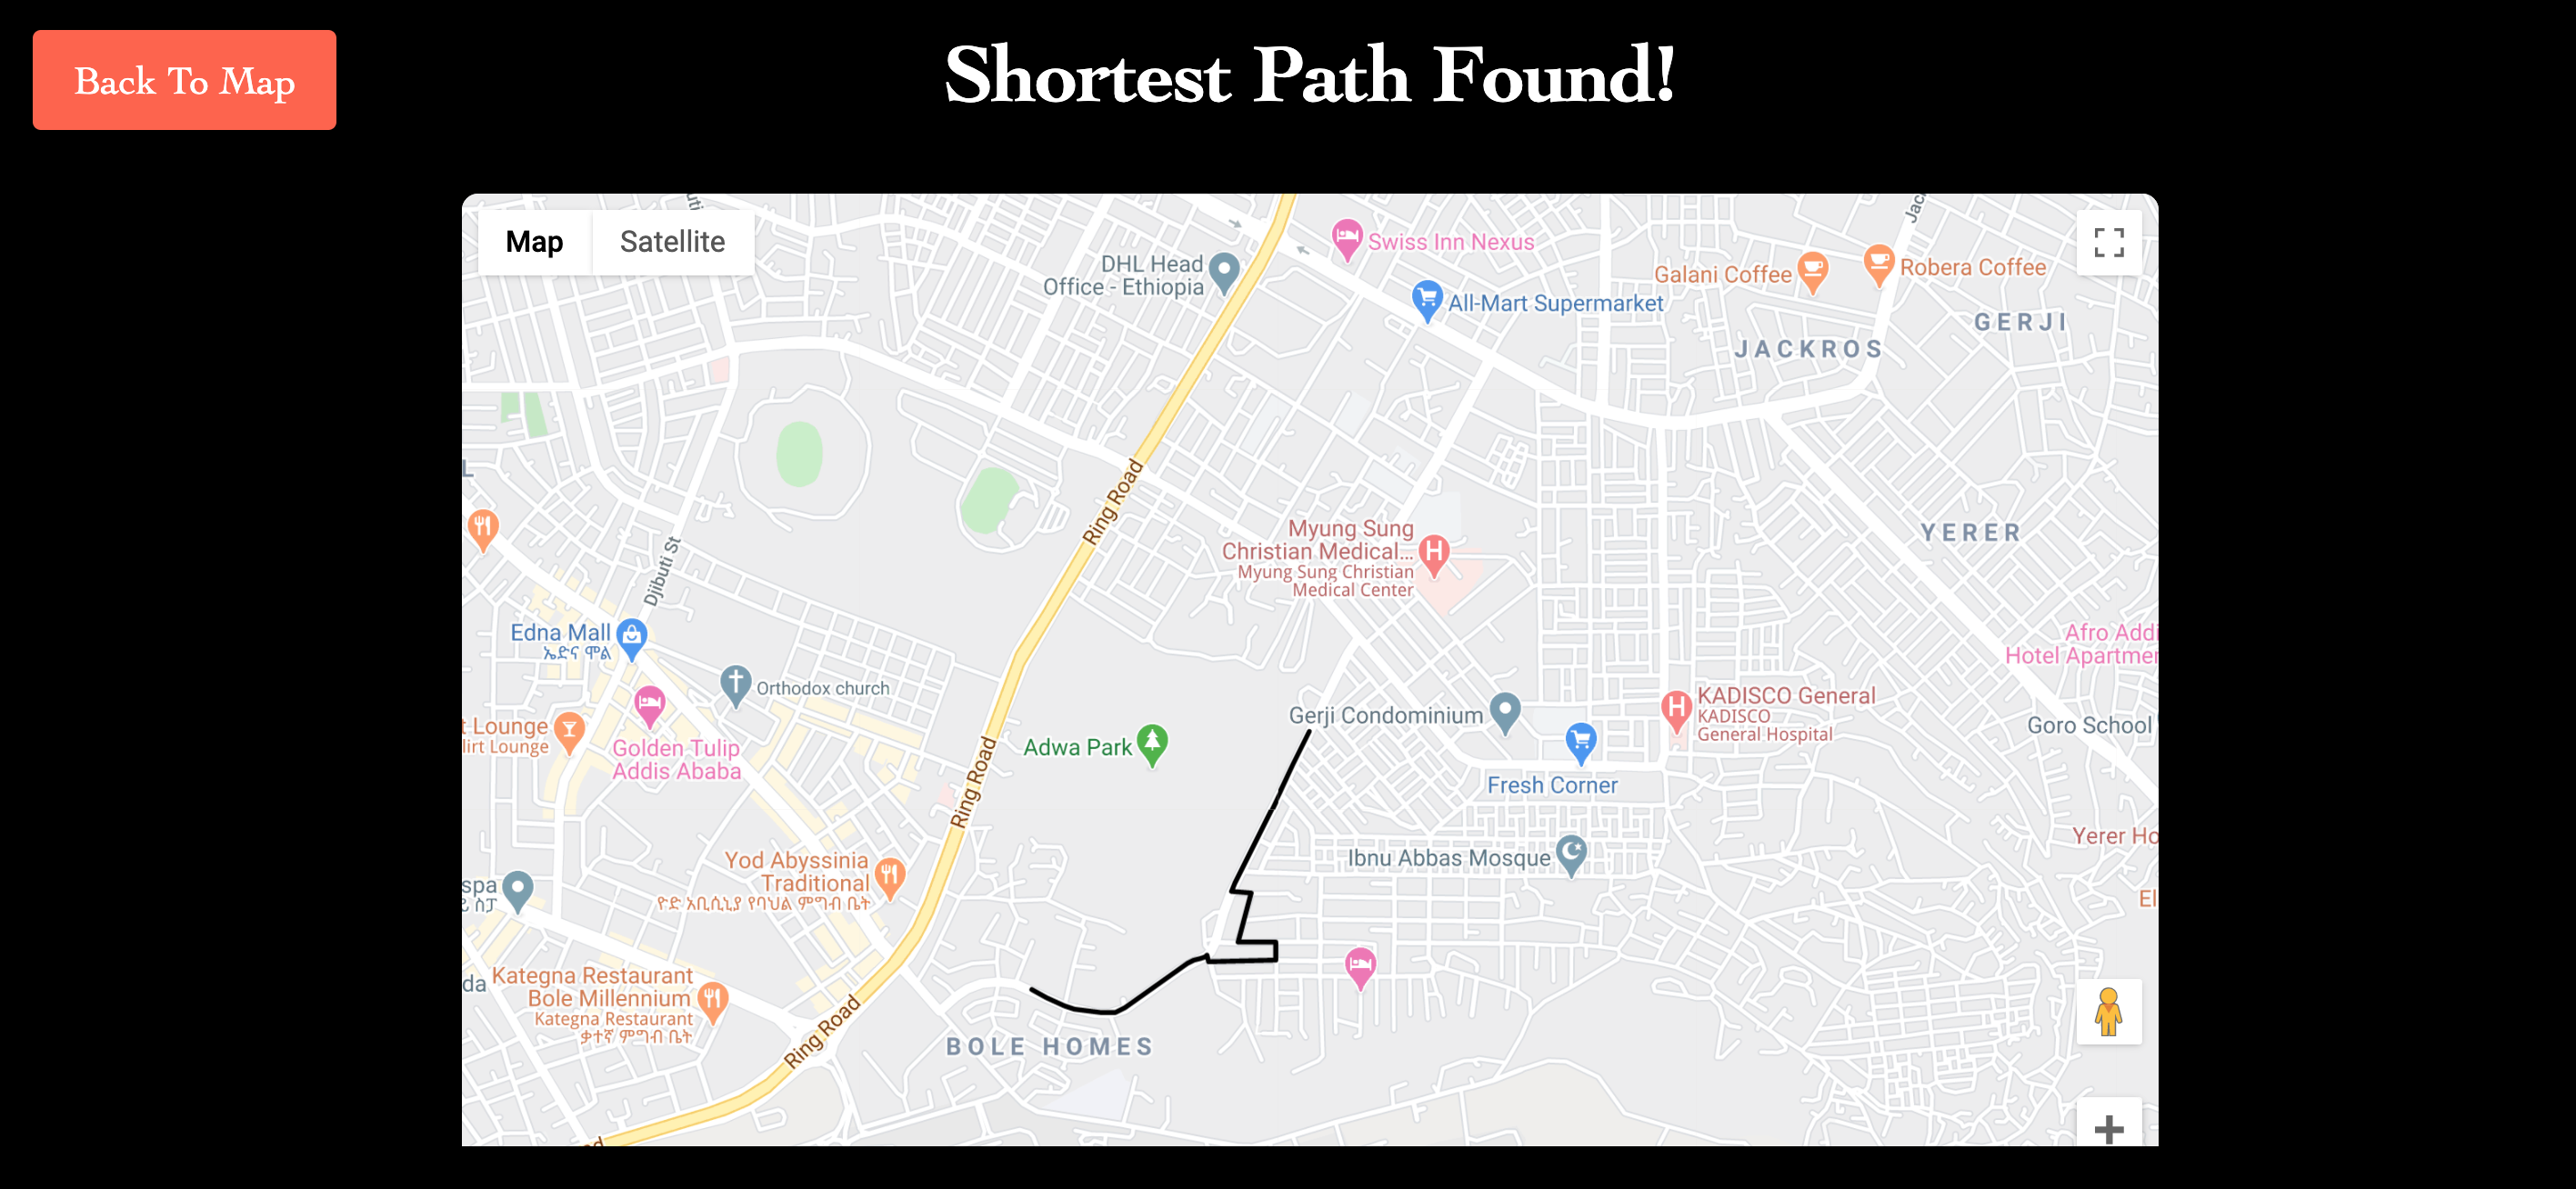 Back To Map
Shortest Path Found!
Map
Satellite
DHL Head
Office - Ethiopia
Swiss Inn Nexus
All-Mart Supermarket
Galani Coffee
Robera Coffee
GERJI
JACKROS
Ring Road
Myung Sung
Christian Medical...
Myung Sung Christian
Medical Center
YERER
Djibuti St
Edna Mall
ኤድና ሞል
Orthodox church
Afro Addi
Hotel Apartmer
KADISCO General
KADISCO
General Hospital
Gerji Condominium
Goro School
t Lounge
lirt Lounge
Golden Tulip
Addis Ababa
Adwa Park
Ring Road
Fresh Corner
Yerer Ho
Yod Abyssinia
Traditional
ዮድ አቢሲኒያ የባህል ምግብ ቤት
Ibnu Abbas Mosque
spa
ስፓ
El
da
Kategna Restaurant
Bole Millennium
Kategna Restaurant
ቃተኛ ምግብ ቤት
Ring Road
BOLE HOMES